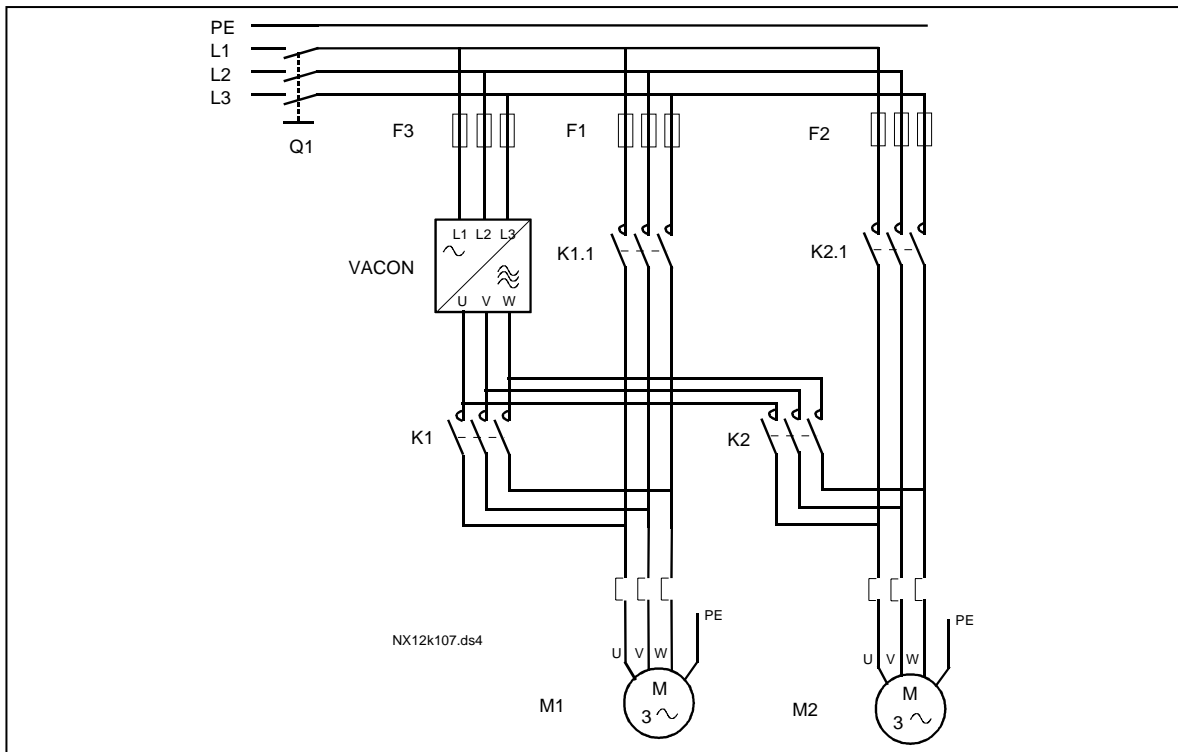 PE
L1
L2
L3
Q1
F3
F1
F2
L1 L2 L3
VACON
U V W
K1.1
K2.1
K1
K2
NX12k107.ds4
PE
PE
U V W
U V W
M1
M
3
M2
M
3